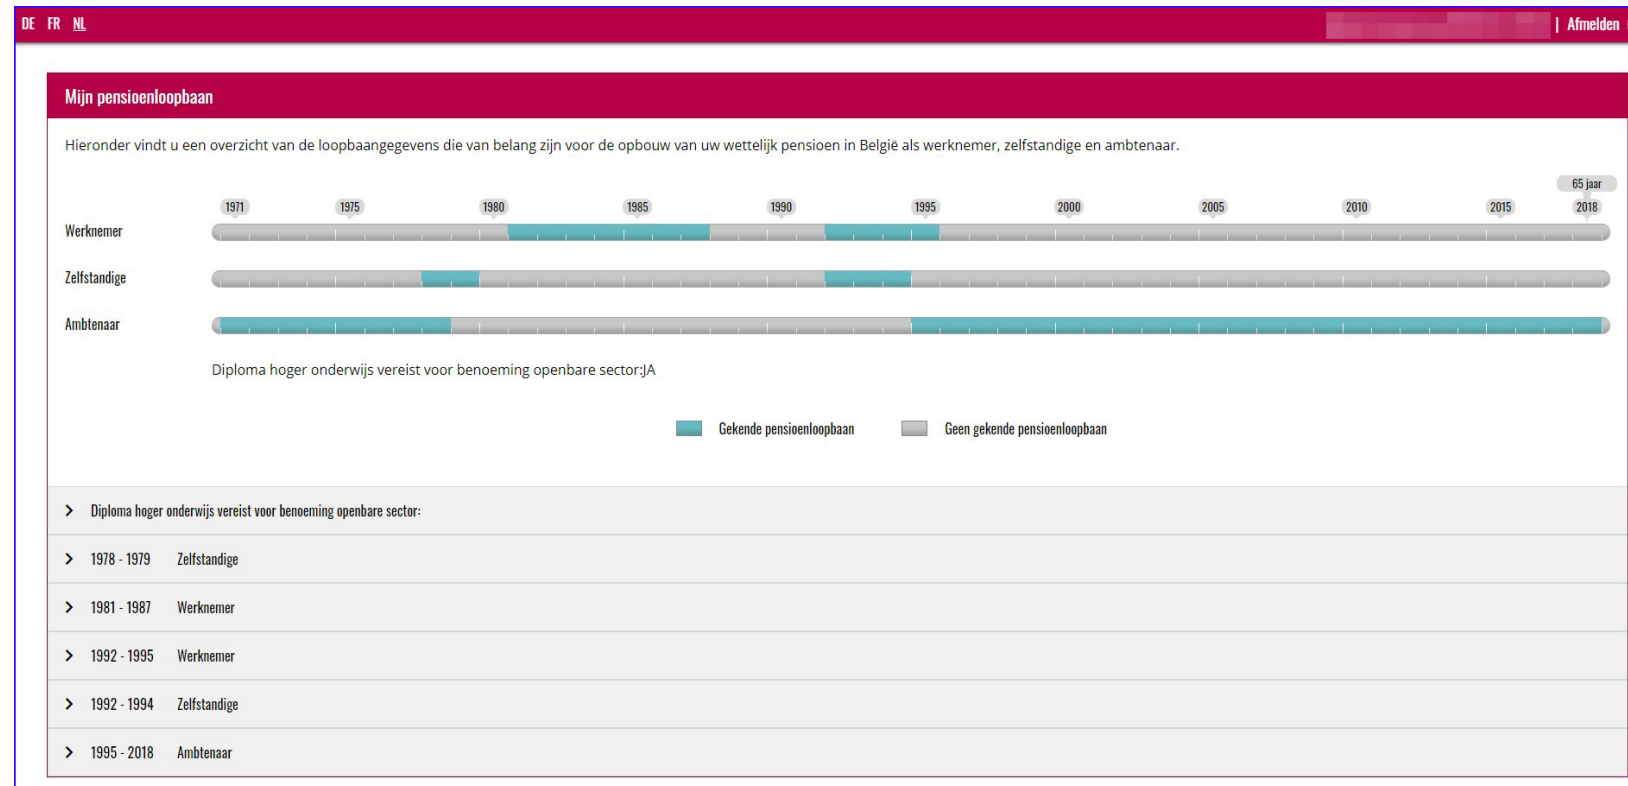 DE FR NL | Afmelden
Mijn pensioenloopbaan
Hieronder vindt u een overzicht van de loopbaangegevens die van belang zijn voor de opbouw van uw wettelijk pensioen in België als werknemer, zelfstandige en ambtenaar.
65 jaar
1971 1975 1980 1985 1990 1995 2000 2005 2010 2015 2018
Werknemer
Zelfstandige
Ambtenaar
Diploma hoger onderwijs vereist voor benoeming openbare sector:JA
Gekende pensioenloopbaan Geen gekende pensioenloopbaan
Diploma hoger onderwijs vereist voor benoeming openbare sector:
1978 - 1979 Zelfstandige
1981 - 1987 Werknemer
1992 - 1995 Werknemer
1992 - 1994 Zelfstandige
1995 - 2018 Ambtenaar